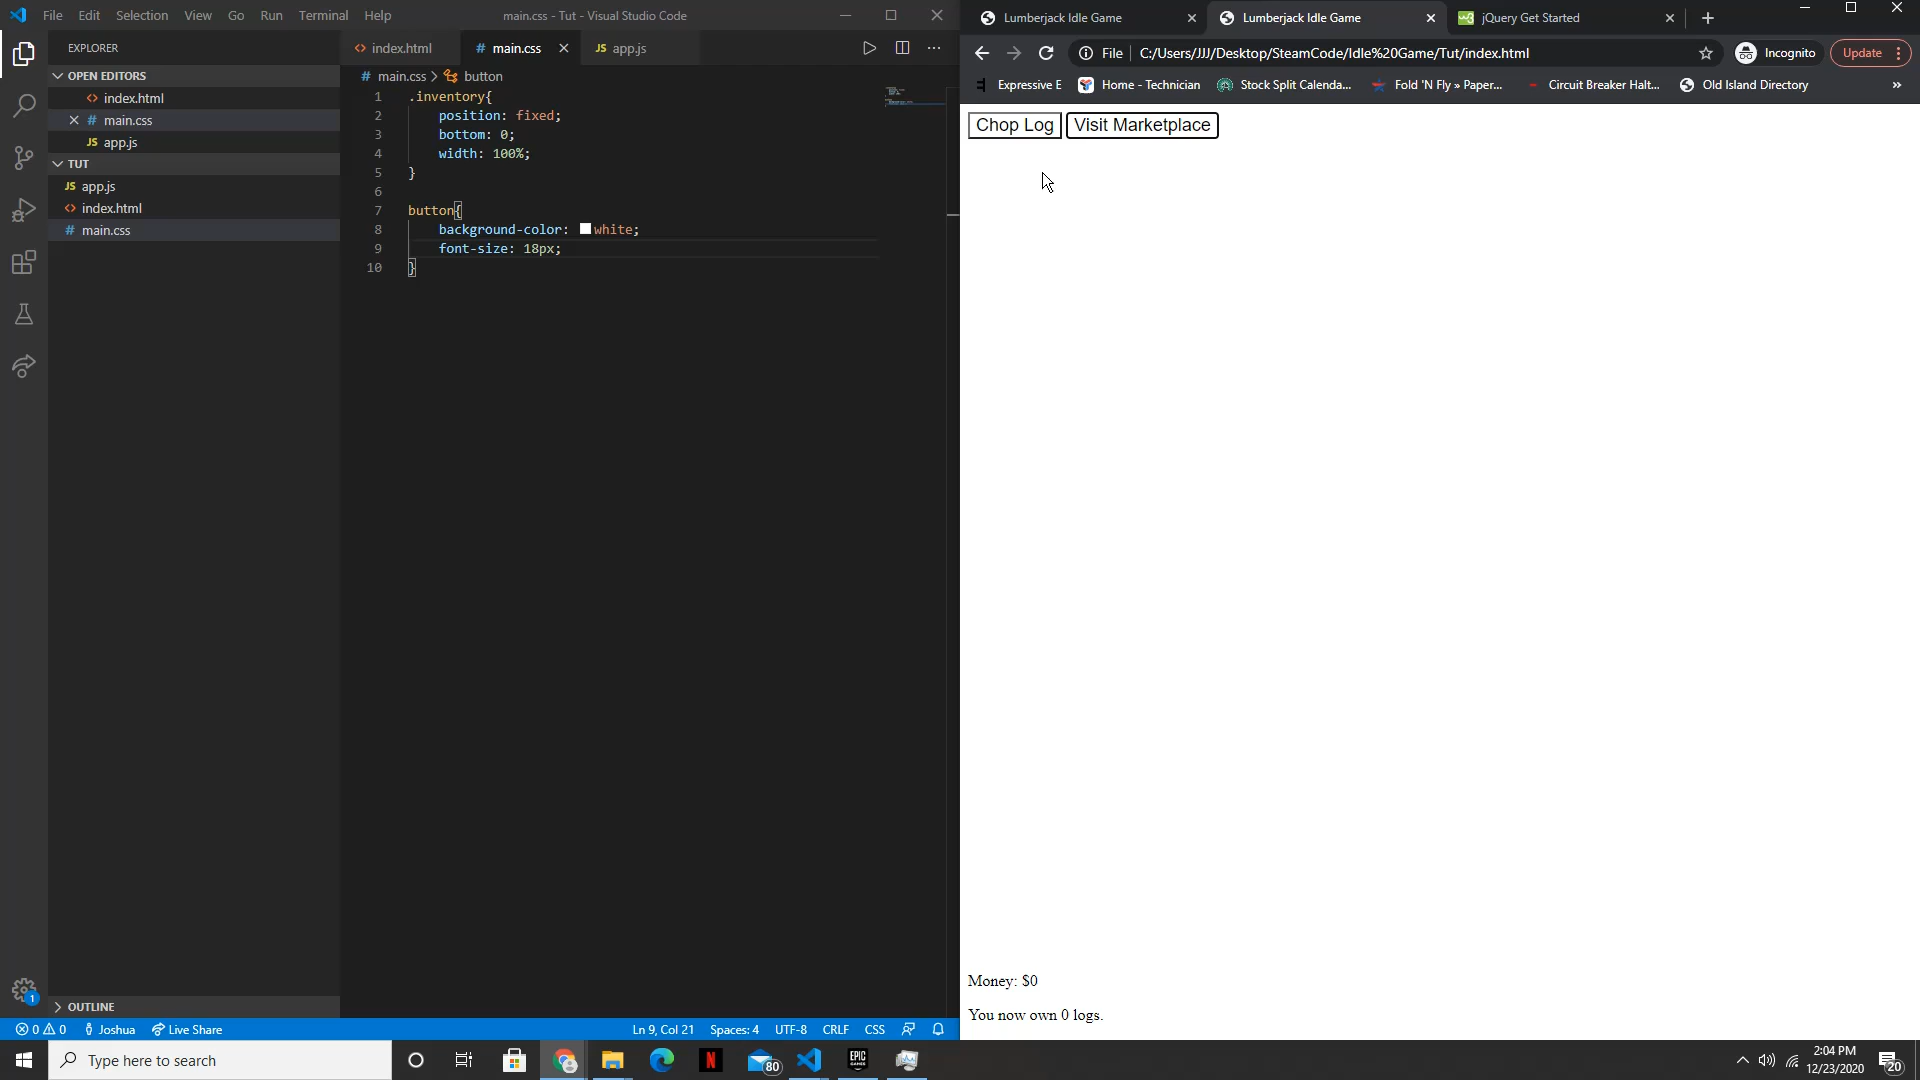 File Edit Selection View Go Run Terminal Help
main.css - Tut - Visual Studio Code
EXPLORER
OPEN EDITORS
index.html
# main.css
JS app.js
TUT
JS app.js
index.html
# main.css
OUTLINE
index.html
# main.css
JS app.js
# main.css > button
1 .inventory{
2 position: fixed;
3 bottom: 0;
4 width: 100%;
5 }
6
7 button{
8 background-color: white;
9 font-size: 18px;
10 }
0 0 Joshua Live Share
Ln 9, Col 21 Spaces: 4 UTF-8 CRLF CSS
1
Lumberjack Idle Game
Lumberjack Idle Game
jQuery Get Started
File C:/Users/JJJ/Desktop/SteamCode/Idle%20Game/Tut/index.html
Incognito
Update
Expressive E
Home - Technician
Stock Split Calenda...
Fold 'N Fly » Paper...
Circuit Breaker Halt...
Old Island Directory
»
Chop Log Visit Marketplace
Money: $0
You now own 0 logs.
Type here to search
N
80
EPIC GAMES
2:04 PM
12/23/2020
20